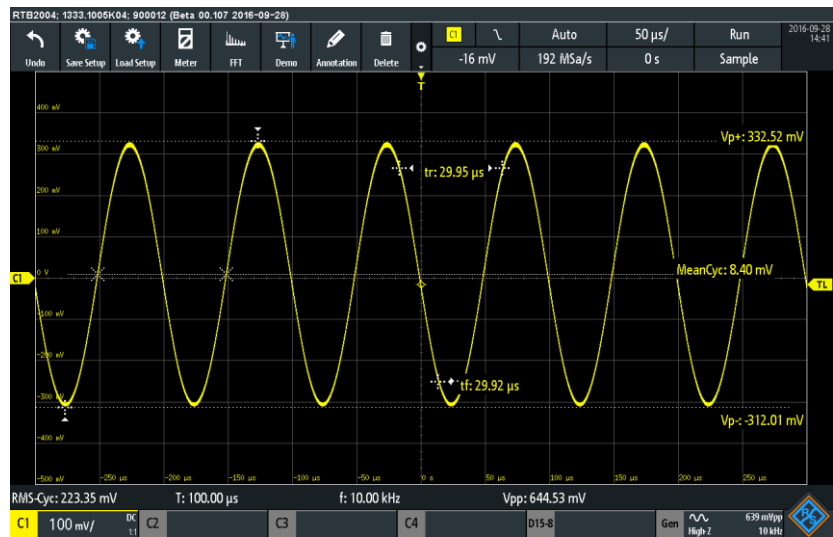 RTB2004; 1333.1005K04; 900012 (Beta 00.107 2016-09-28)
Undo Save Setup Load Setup Meter FFT Demo Annotation Delete
C1 Auto 50 µs/ Run
-16 mV 192 MSa/s 0 s Sample
2016-09-28
14:41
T
400 mV
Vp+: 332.52 mV
300 mV
tr: 29.95 µs
200 mV
100 mV
MeanCyc: 8.40 mV
C1 0 V
TL
-100 mV
-200 mV
tf: 29.92 µs
-300 mV
Vp-: -312.01 mV
-400 mV
-500 mV -250 µs -200 µs -150 µs -100 µs -50 µs 0 s 50 µs 100 µs 150 µs 200 µs 250 µs
RMS-Cyc: 223.35 mV T: 100.00 µs f: 10.00 kHz Vpp: 644.53 mV
C1 100 mV/ DC 1:1 C2 C3 C4 D15-8 Gen High-Z 639 mVpp 10 kHz
R&S